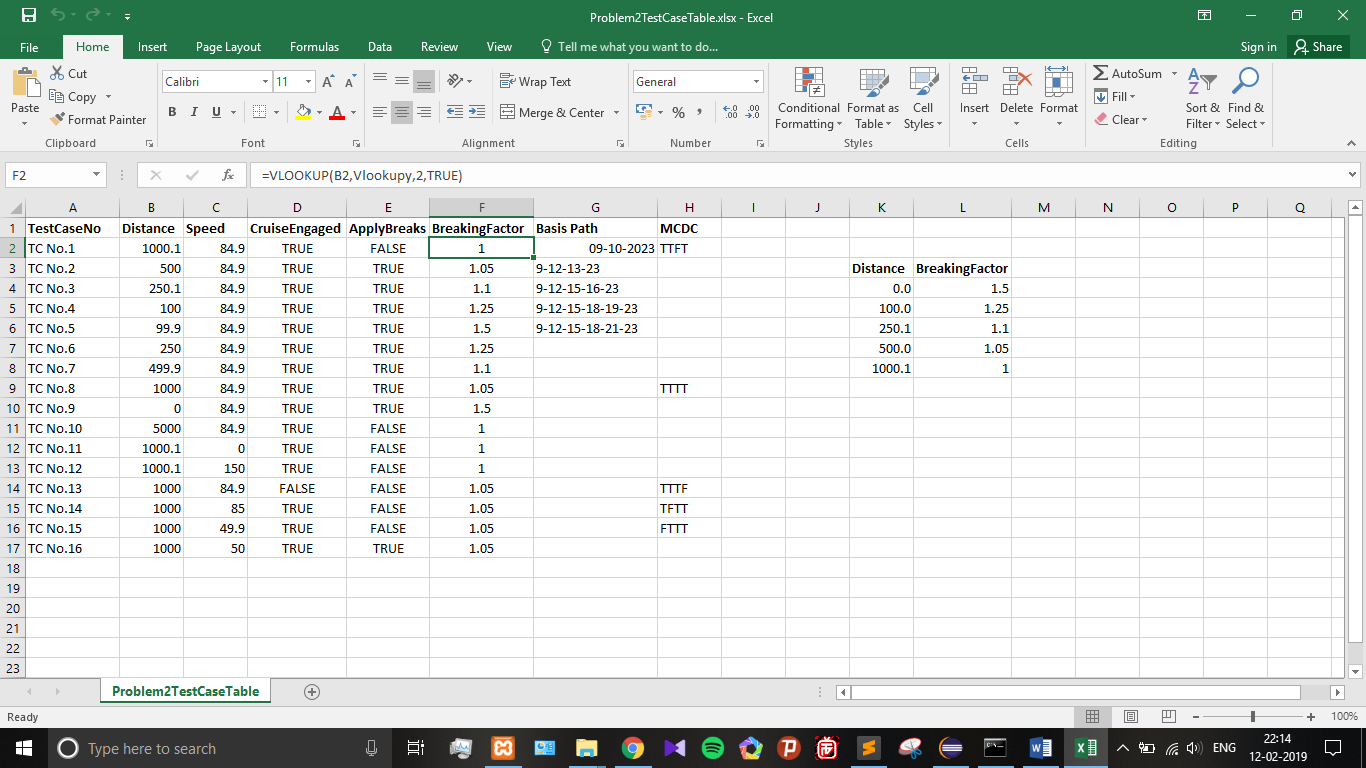 Problem2TestCaseTable.xlsx - Excel
File Home Insert Page Layout Formulas Data Review View Tell me what you want to do... Sign in Share
Paste Cut Copy Format Painter
Calibri 11
B I U A
Wrap Text
Merge & Center
General
% ,
Conditional Formatting Format as Table Cell Styles
Insert Delete Format
AutoSum Fill Clear
Sort & Filter Find & Select
Clipboard Font Alignment Number Styles Cells Editing
F2 fx =VLOOKUP(B2,Vlookupy,2,TRUE)
A B C D E F G H I J K L M N O P Q
1 TestCaseNo Distance Speed CruiseEngaged ApplyBreaks BreakingFactor Basis Path MCDC
2 TC No.1 1000.1 84.9 TRUE FALSE 1 09-10-2023 TTFT
3 TC No.2 500 84.9 TRUE TRUE 1.05 9-12-13-23 Distance BreakingFactor
4 TC No.3 250.1 84.9 TRUE TRUE 1.1 9-12-15-16-23 0.0 1.5
5 TC No.4 100 84.9 TRUE TRUE 1.25 9-12-15-18-19-23 100.0 1.25
6 TC No.5 99.9 84.9 TRUE TRUE 1.5 9-12-15-18-21-23 250.1 1.1
7 TC No.6 250 84.9 TRUE TRUE 1.25 500.0 1.05
8 TC No.7 499.9 84.9 TRUE TRUE 1.1 1000.1 1
9 TC No.8 1000 84.9 TRUE TRUE 1.05 TTTT
10 TC No.9 0 84.9 TRUE TRUE 1.5
11 TC No.10 5000 84.9 TRUE FALSE 1
12 TC No.11 1000.1 0 TRUE FALSE 1
13 TC No.12 1000.1 150 TRUE FALSE 1
14 TC No.13 1000 84.9 FALSE FALSE 1.05 TTTF
15 TC No.14 1000 85 TRUE FALSE 1.05 TFTT
16 TC No.15 1000 49.9 TRUE FALSE 1.05 FTTT
17 TC No.16 1000 50 TRUE TRUE 1.05
18
19
20
21
22
23
Problem2TestCaseTable
Ready 100%
Type here to search ENG 22:14
12-02-2019